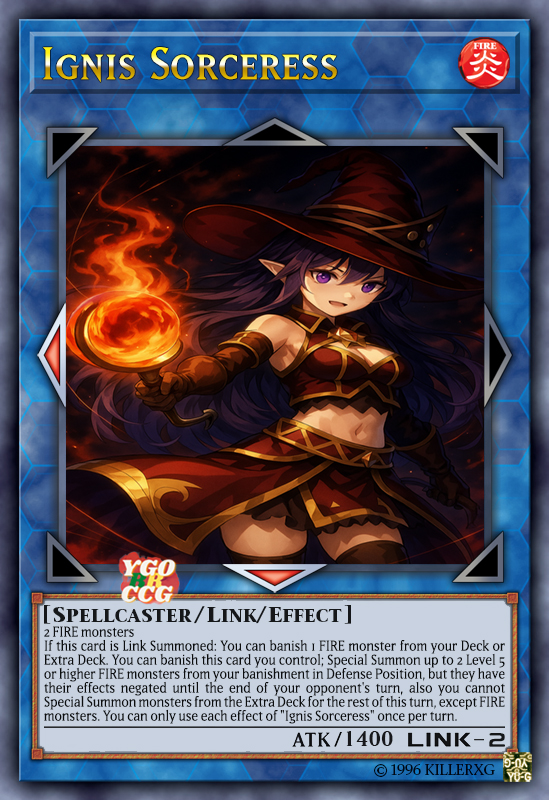 IGNIS SORCERESS
FIRE
炎
YGO
RR
CCG
[SPELLCASTER/LINK/EFFECT]
2 FIRE monsters
If this card is Link Summoned: You can banish 1 FIRE monster from your Deck or
Extra Deck. You can banish this card you control; Special Summon up to 2 Level 5
or higher FIRE monsters from your banishment in Defense Position, but they have
their effects negated until the end of your opponent's turn, also you cannot
Special Summon monsters from the Extra Deck for the rest of this turn, except FIRE
monsters. You can only use each effect of "Ignis Sorceress" once per turn.
ATK/1400 LINK-2
© 1996 KILLERXG
YU-G